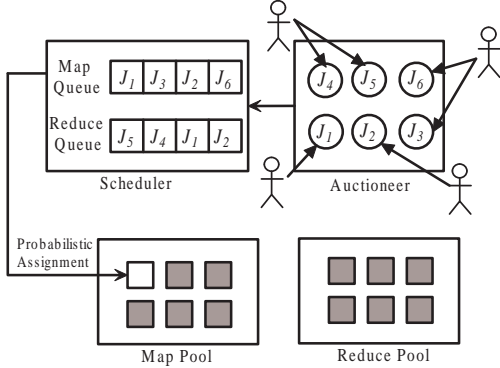 Map Queue J1 J3 J2 J6
Reduce Queue J5 J4 J1 J2
Scheduler
J4 J5 J6
J1 J2 J3
Auctioneer
Probabilistic
Assignment
Map Pool
Reduce Pool